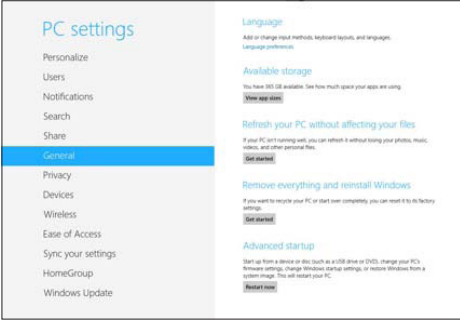 PC settings
Personalize
Users
Notifications
Search
Share
General
Privacy
Devices
Wireless
Ease of Access
Sync your settings
HomeGroup
Windows Update
Language
Add or change input methods, keyboard layouts, and languages.
Language preferences
Available storage
You have 385 GB available. See how much space your apps are using.
View app sizes
Refresh your PC without affecting your files
If your PC isn't running well, you can refresh it without losing your photos, music,
videos, and other personal files.
Get started
Remove everything and reinstall Windows
If you want to recycle your PC or start over completely, you can reset it to its factory
settings.
Get started
Advanced startup
Start up from a device or disc (such as a USB drive or DVD), change your PC's
firmware settings, change Windows startup settings, or restore Windows from a
system image. This will restart your PC.
Restart now